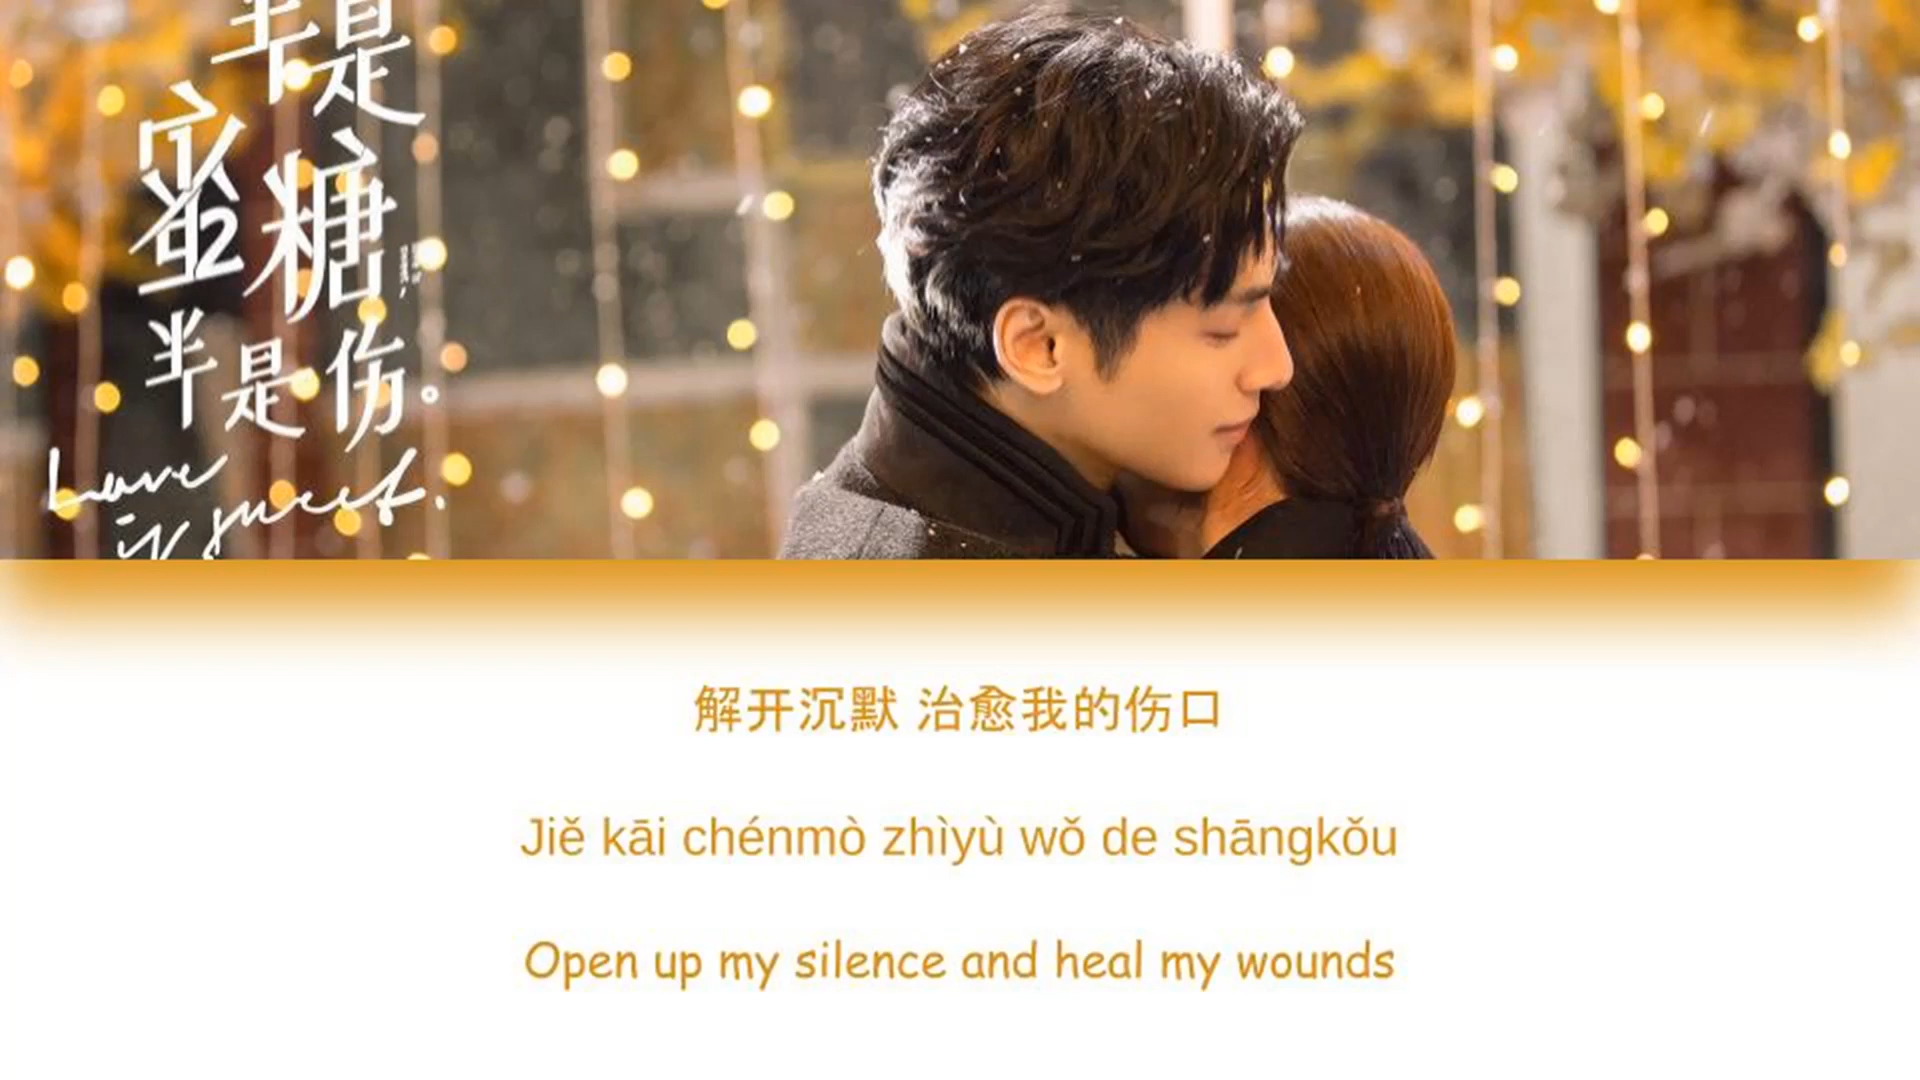 半是
蜜糖
半是伤。
Love
is sweet.
解开沉默 治愈我的伤口
Jiě kāi chénmò zhìyù wǒ de shāngkǒu
Open up my silence and heal my wounds